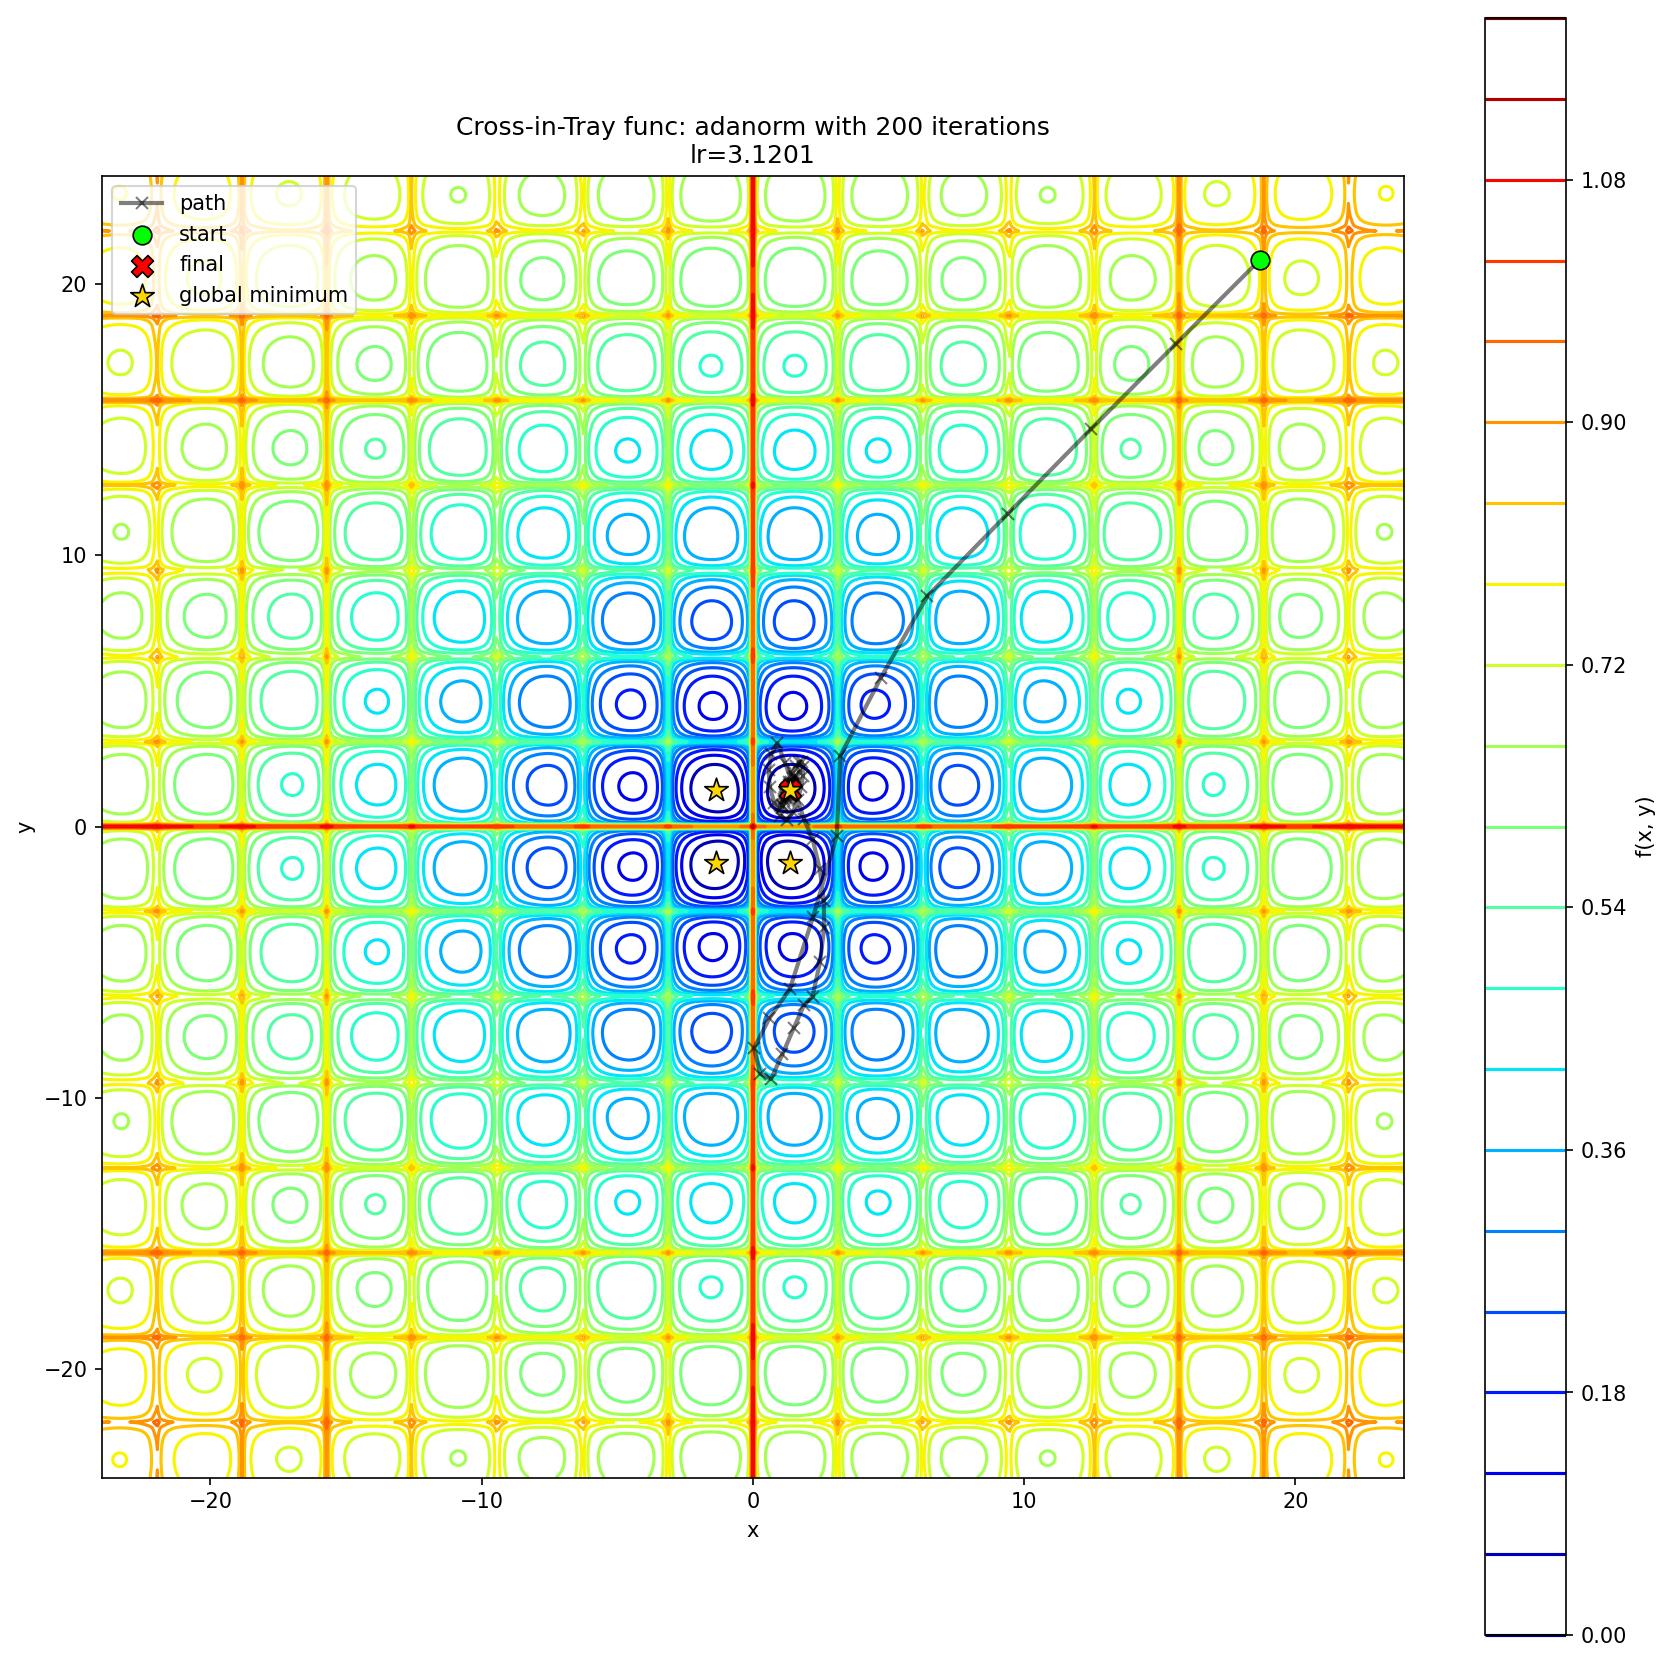 Cross-in-Tray func: adanorm with 200 iterations
lr=3.1201
path
start
final
global minimum
20
10
0
−10
−20
y
−20
−10
0
10
20
x
1.08
0.90
0.72
0.54
0.36
0.18
0.00
f(x, y)